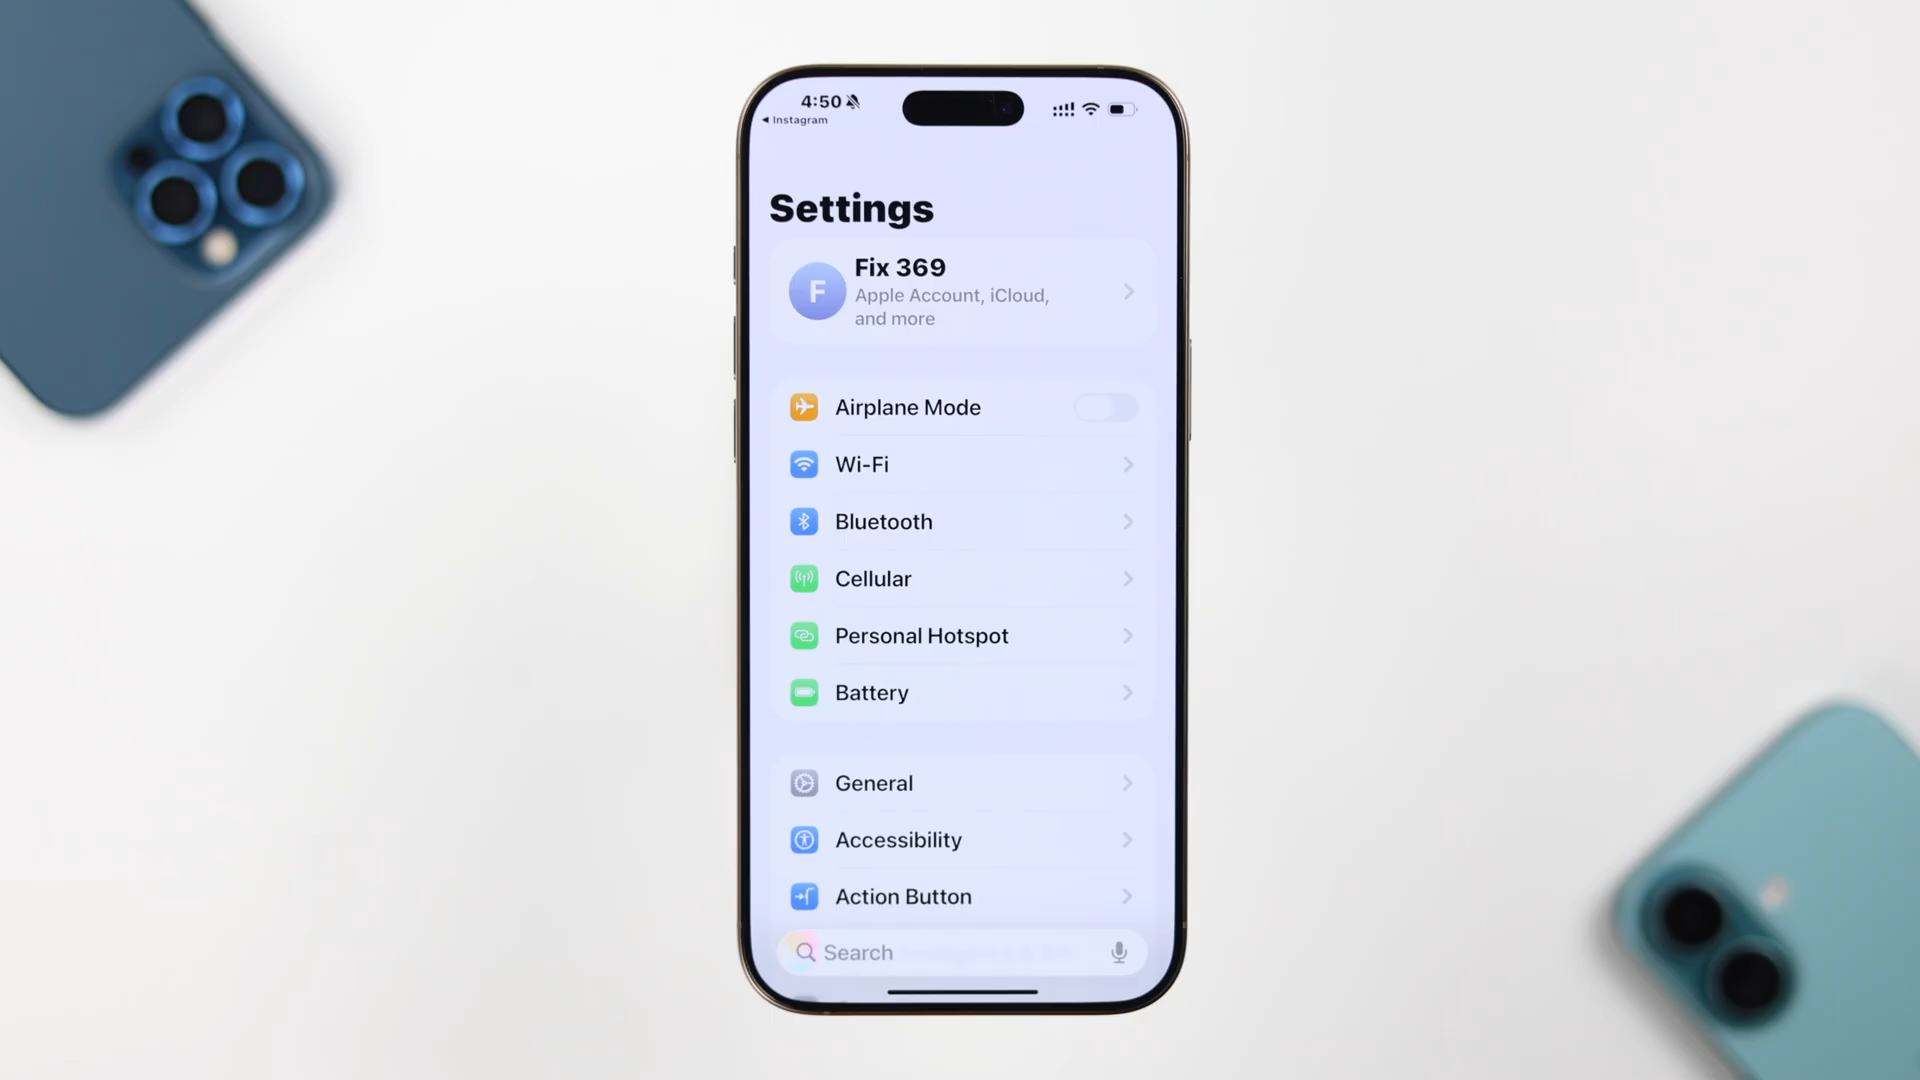 4:50
Instagram
Settings
F
Fix 369
Apple Account, iCloud,
and more
Airplane Mode
Wi-Fi
Bluetooth
Cellular
Personal Hotspot
Battery
General
Accessibility
Action Button
Search